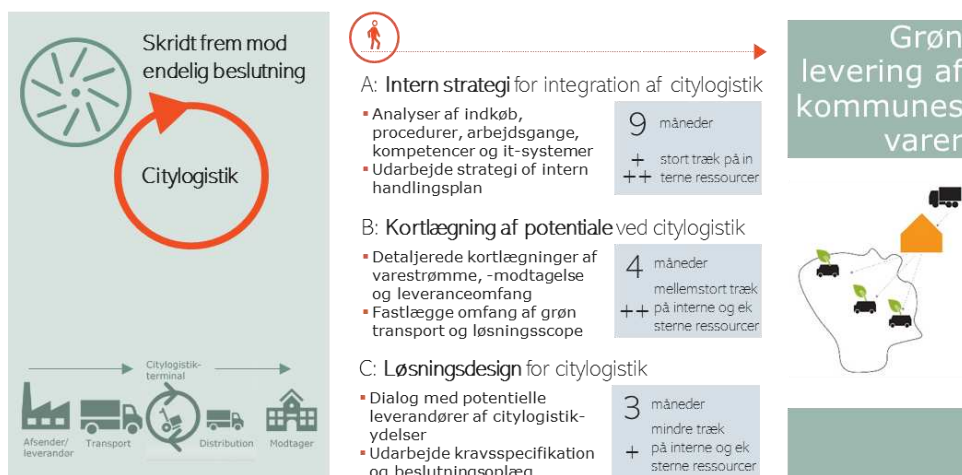 Skridt frem mod
endelig beslutning
Citylogistik
Citylogistik-
terminal
Afsender/
leverandør
Transport
Distribution
Modtager
A: Intern strategi for integration af citylogistik
▪ Analyser af indkøb,
procedurer, arbejdsgange,
kompetencer og it-systemer
▪ Udarbejde strategi of intern
handlingsplan
9 måneder
+ stort træk på in
++ terne ressourcer
B: Kortlægning af potentiale ved citylogistik
▪ Detaljerede kortlægninger af
varestrømme, -modtagelse
og leveranceomfang
▪ Fastlægge omfang af grøn
transport og løsningsscope
4 måneder
mellemstort træk
++ på interne og ek
sterne ressourcer
C: Løsningsdesign for citylogistik
▪ Dialog med potentielle
leverandører af citylogistik-
ydelser
▪ Udarbejde kravsspecifikation
og beslutningsoplæg
3 måneder
mindre træk
+ på interne og ek
sterne ressourcer
Grøn
levering af
kommunes
varer